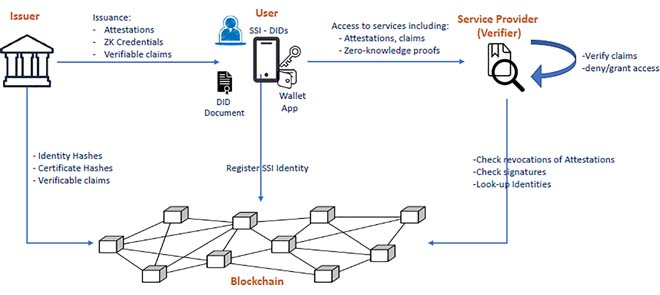 Issuer
Issuance:
- Attestations
- ZK Credentials
- Verifiable claims
User
SSI - DIDs
DID
Document
Wallet
App
Access to services including:
- Attestations, claims
- Zero-knowledge proofs
Service Provider
(Verifier)
-Verify claims
-deny/grant access
- Identity Hashes
- Certificate Hashes
- Verifiable claims
Register SSI Identity
-Check revocations of Attestations
-Check signatures
-Look-up Identities
Blockchain